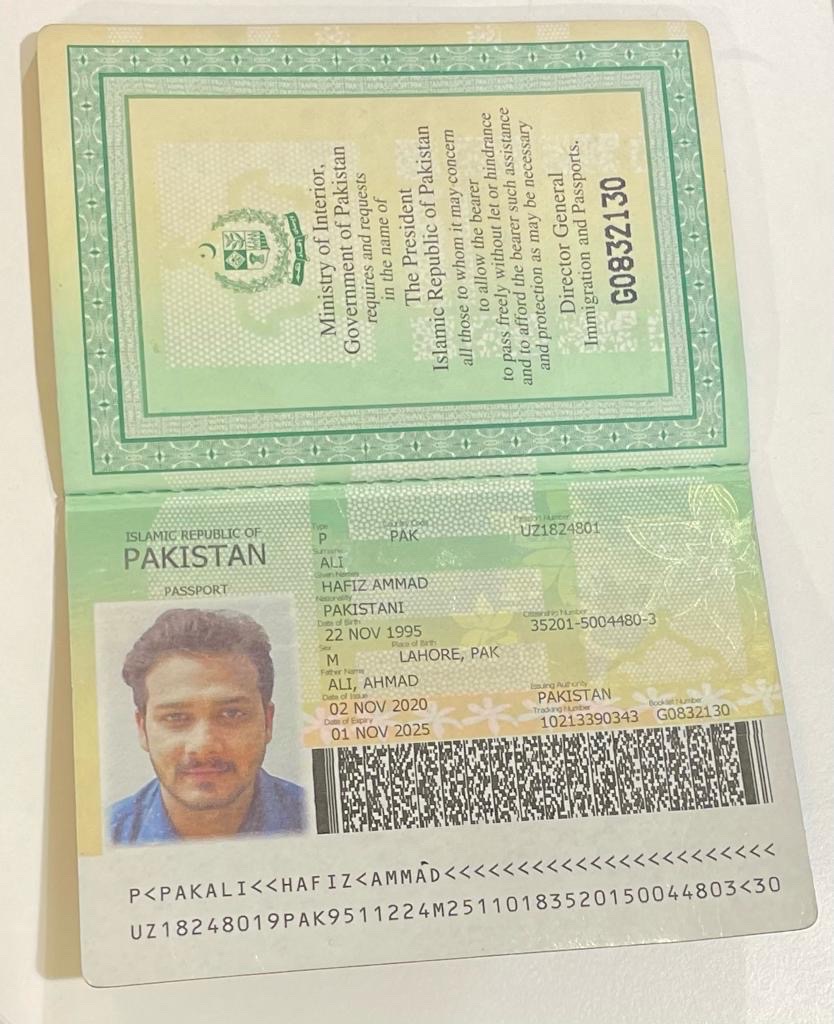 Ministry of Interior,
Government of Pakistan
requires and requests
in the name of
The President
Islamic Republic of Pakistan
all those to whom it may concern
to allow the bearer
to pass freely without let or hindrance
and to afford the bearer such assistance
and protection as may be necessary
Director General
Immigration and Passports.
G0832130
ISLAMIC REPUBLIC OF
PAKISTAN
PASSPORT
Type Country Code Passport Number
P PAK UZ1824801
Surname
ALI
Given Names
HAFIZ AMMAD
Nationality
PAKISTANI
Date of Birth Citizenship Number
22 NOV 1995 35201-5004480-3
Sex Place of Birth
M LAHORE, PAK
Father Name
ALI, AHMAD
Date of Issue Issuing Authority
02 NOV 2020 PAKISTAN
Date of Expiry Tracking Number Booklet Number
01 NOV 2025 10213390343 G0832130
P<PAKALI<<HAFIZ<AMMAD<<<<<<<<<<<<<<<<<<<<<<<
UZ18248019PAK9511224M25110183520150044803<30